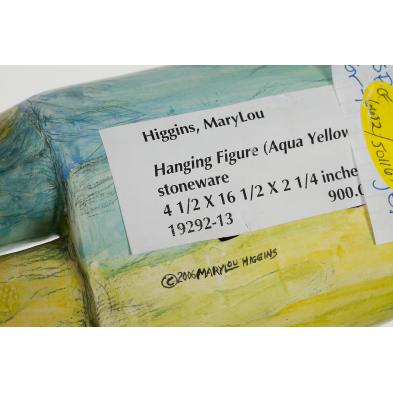 Higgins, MaryLou
Hanging Figure (Aqua Yellow
stoneware
4 1/2 X 16 1/2 X 2 1/4 inche
19292-13 900.0
©2006 MARYLOU HIGGINS